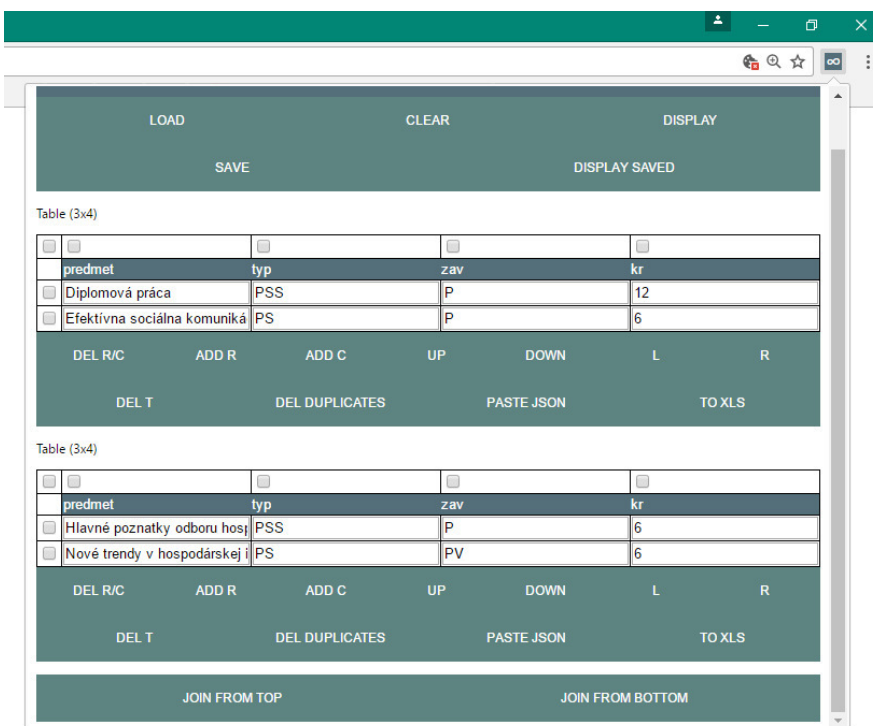 LOAD CLEAR DISPLAY
SAVE DISPLAY SAVED
Table (3x4)
predmet typ zav kr
Diplomová práca PSS P 12
Efektívna sociálna komuniká PS P 6
DEL R/C ADD R ADD C UP DOWN L R
DEL T DEL DUPLICATES PASTE JSON TO XLS
Table (3x4)
predmet typ zav kr
Hlavné poznatky odboru hosp PSS P 6
Nové trendy v hospodárskej i PS PV 6
DEL R/C ADD R ADD C UP DOWN L R
DEL T DEL DUPLICATES PASTE JSON TO XLS
JOIN FROM TOP JOIN FROM BOTTOM